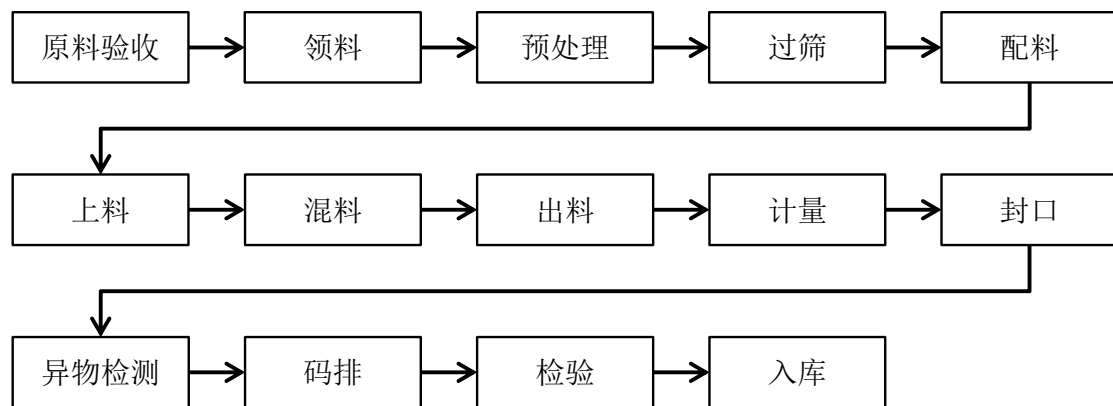 原料验收
领料
预处理
过筛
配料
上料
混料
出料
计量
封口
异物检测
码排
检验
入库